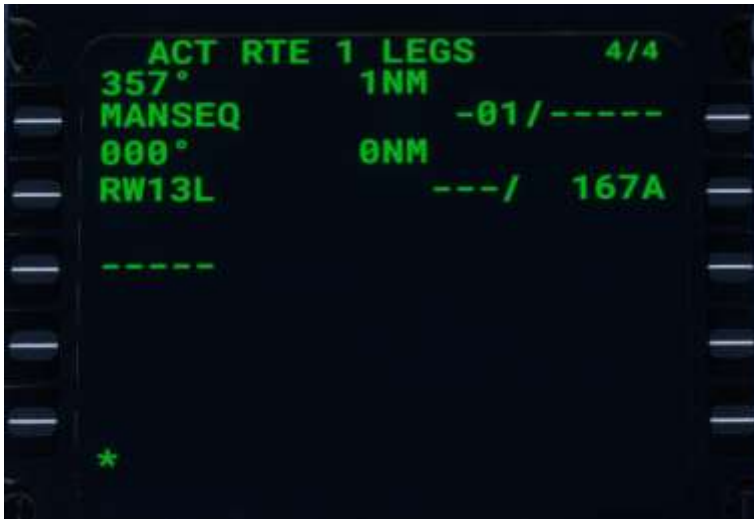 ACT RTE 1 LEGS 4/4
357° 1NM
MANSEQ -01/-----
000° 0NM
RW13L ---/ 167A
-----
*